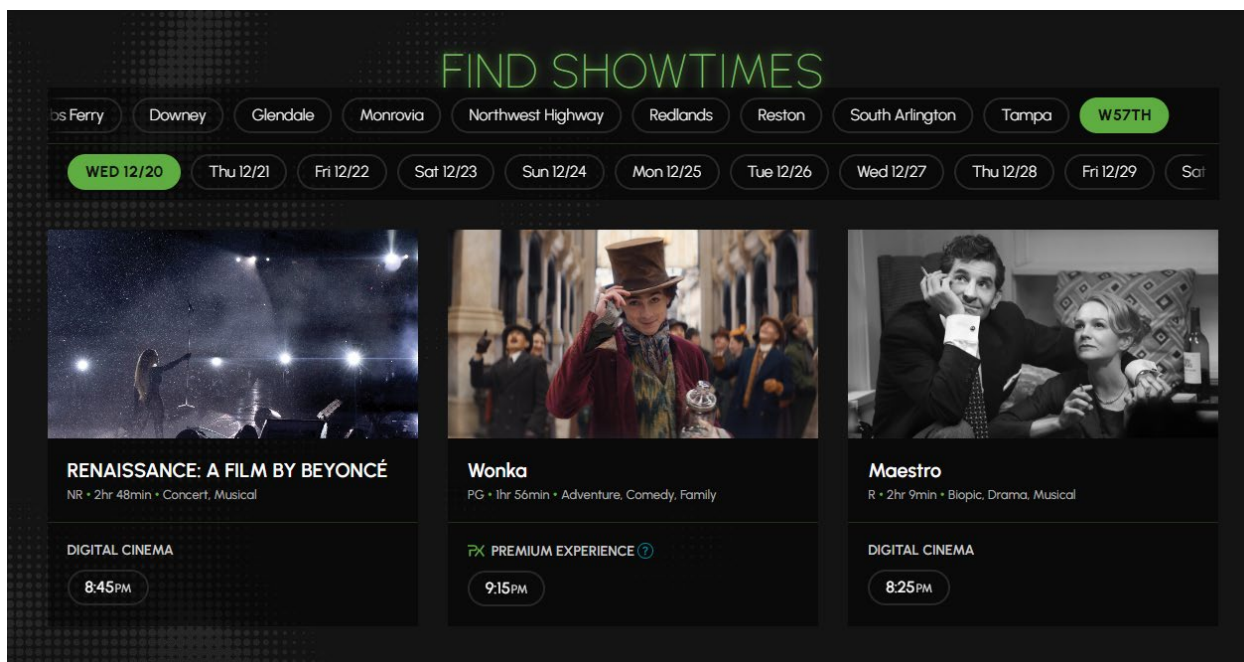 FIND SHOWTIMES
bs Ferry Downey Glendale Monrovia Northwest Highway Redlands Reston South Arlington Tampa W57TH
WED 12/20 Thu 12/21 Fri 12/22 Sat 12/23 Sun 12/24 Mon 12/25 Tue 12/26 Wed 12/27 Thu 12/28 Fri 12/29 Sat
RENAISSANCE: A FILM BY BEYONCÉ
NR • 2hr 48min • Concert, Musical
DIGITAL CINEMA
8:45PM
Wonka
PG • 1hr 56min • Adventure, Comedy, Family
PX PREMIUM EXPERIENCE ?
9:15PM
Maestro
R • 2hr 9min • Biopic, Drama, Musical
DIGITAL CINEMA
8:25PM